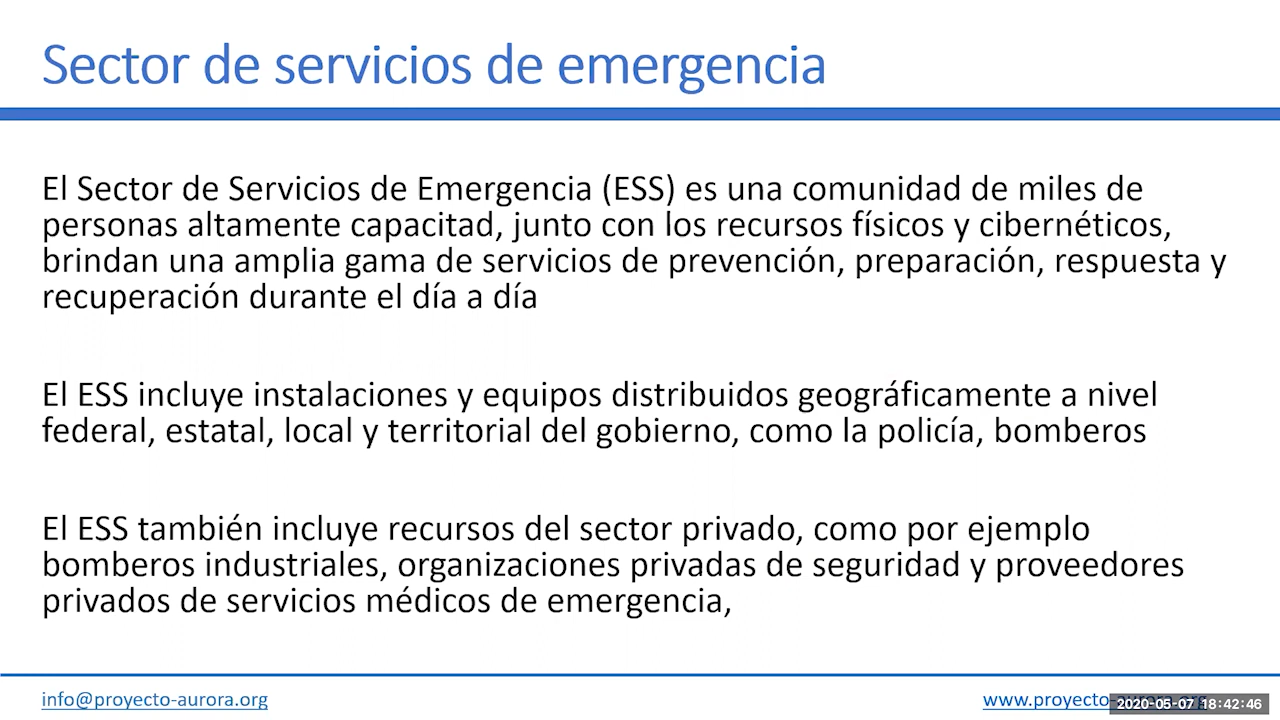 Sector de servicios de emergencia
El Sector de Servicios de Emergencia (ESS) es una comunidad de miles de
personas altamente capacitad, junto con los recursos físicos y cibernéticos,
brindan una amplia gama de servicios de prevención, preparación, respuesta y
recuperación durante el día a día
El ESS incluye instalaciones y equipos distribuidos geográficamente a nivel
federal, estatal, local y territorial del gobierno, como la policía, bomberos
El ESS también incluye recursos del sector privado, como por ejemplo
bomberos industriales, organizaciones privadas de seguridad y proveedores
privados de servicios médicos de emergencia,
info@proyecto-aurora.org
www.proyecto-aurora.org
2020-05-07 18:42:46